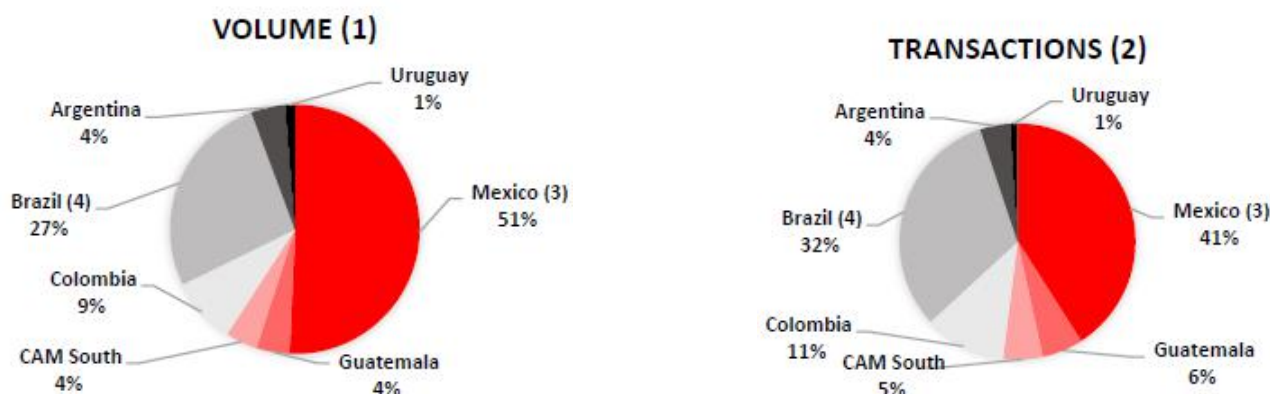 VOLUME (1)
Uruguay
1%
Argentina
4%
Brazil (4)
27%
Mexico (3)
51%
Colombia
9%
CAM South
4%
Guatemala
4%
TRANSACTIONS (2)
Uruguay
1%
Argentina
4%
Brazil (4)
32%
Mexico (3)
41%
Colombia
11%
CAM South
5%
Guatemala
6%